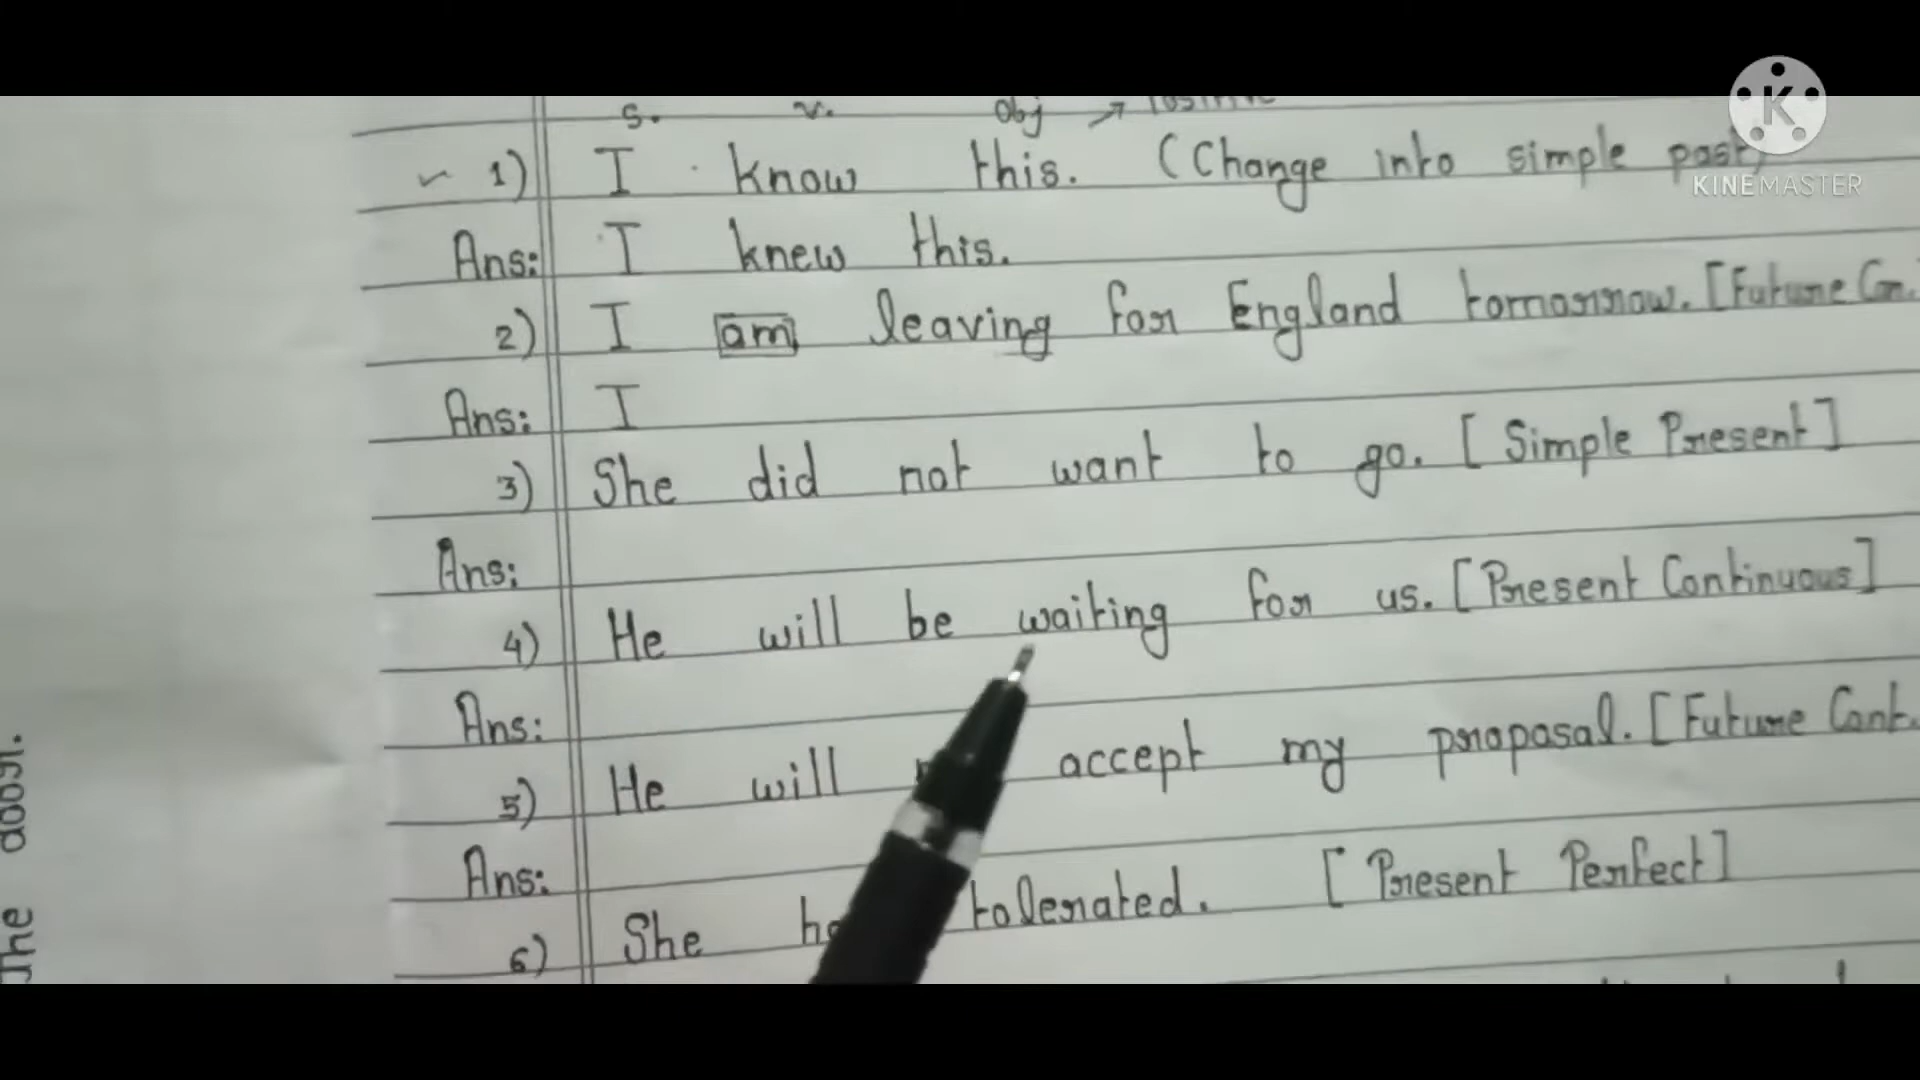 s. v. Obj →
1) I know this. (Change into simple past)
Ans: I knew this.
2) I am leaving for England tomorrow. [Future Con.]
Ans: I
3) She did not want to go. [Simple Present]
Ans:
4) He will be waiting for us. [Present Continuous]
Ans:
5) He will accept my proposal. [Future Cont.
Ans:
6) She tolerated. [Present Perfect]
The door.
K
KINEMASTER